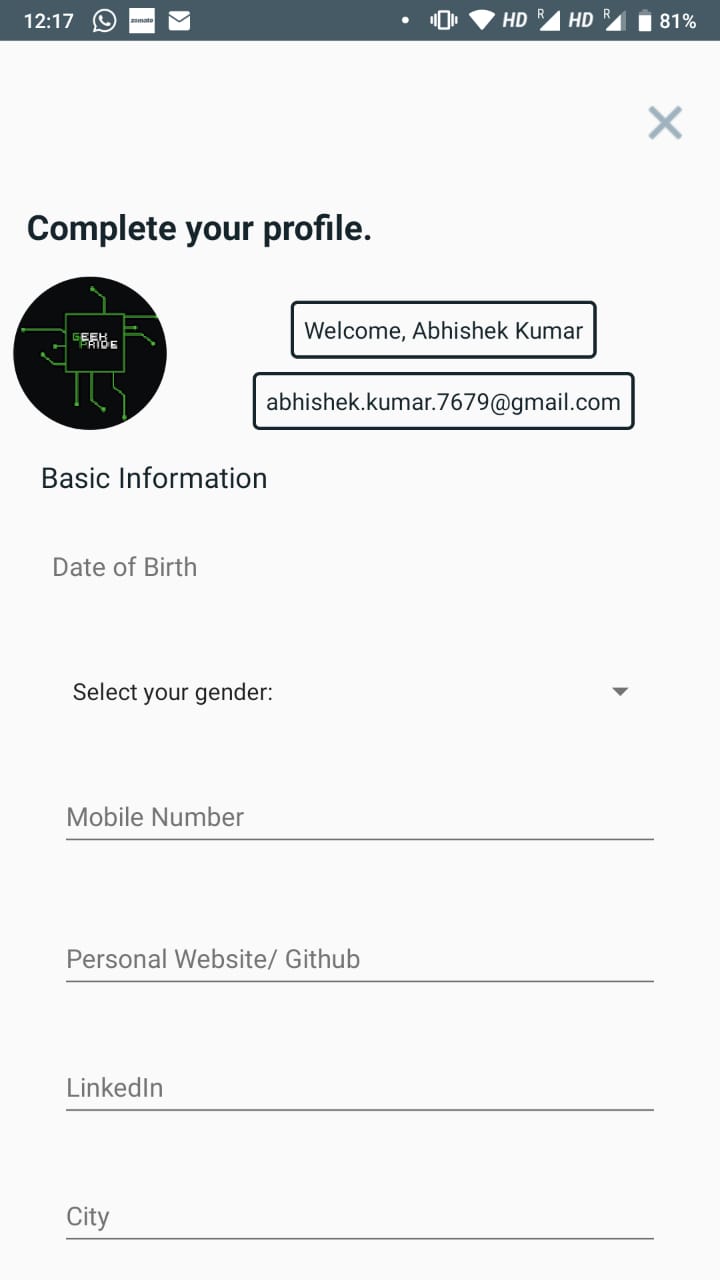 12:17 zomato HD R HD R 81%
Complete your profile.
GEEK
PRIDE
Welcome, Abhishek Kumar
abhishek.kumar.7679@gmail.com
Basic Information
Date of Birth
Select your gender:
Mobile Number
Personal Website/ Github
LinkedIn
City